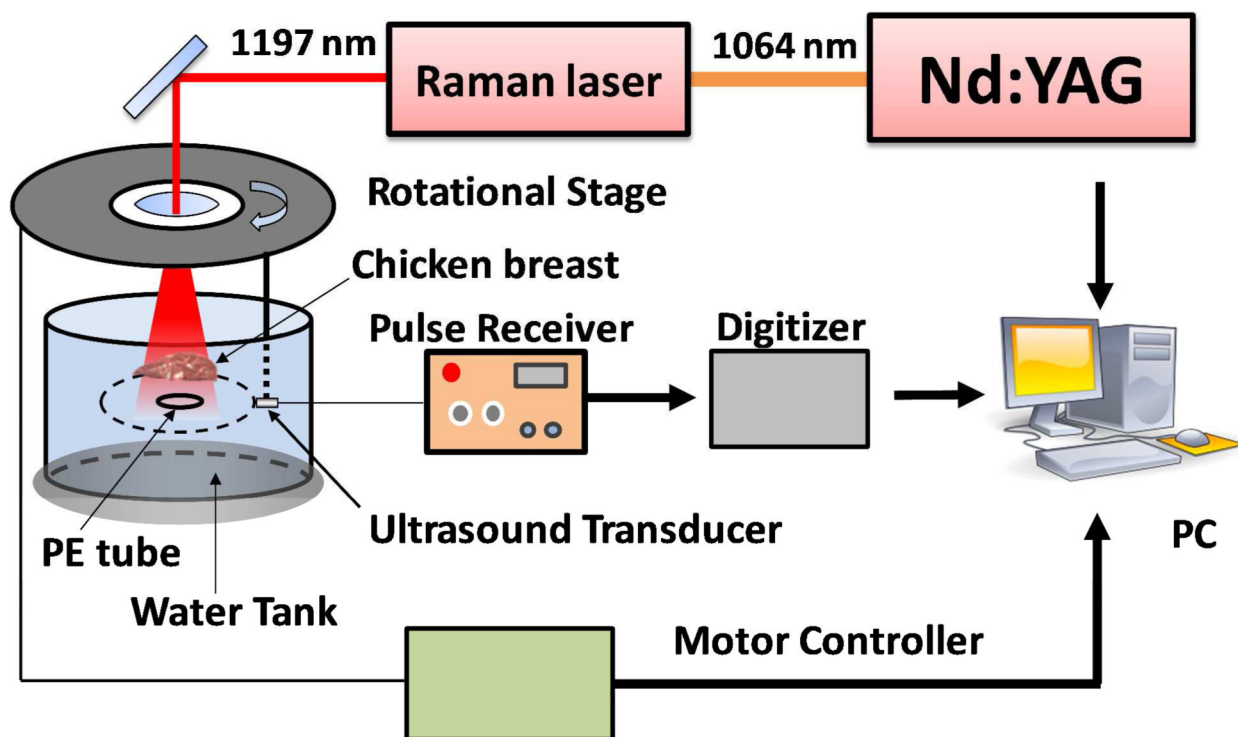 1197 nm
1064 nm
Raman laser
Nd:YAG
Rotational Stage
Chicken breast
Pulse Receiver
Digitizer
Ultrasound Transducer
PE tube
PC
Water Tank
Motor Controller